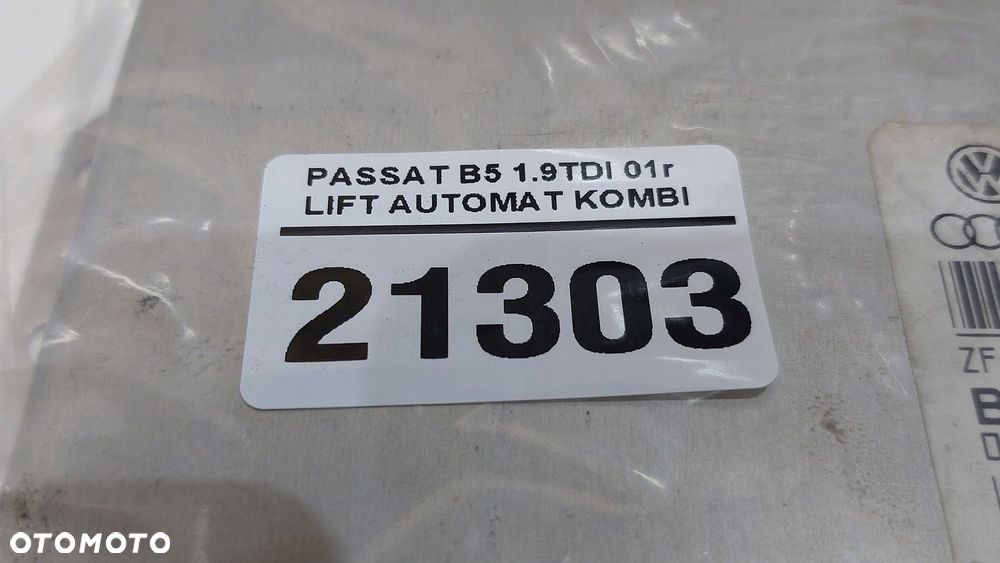 PASSAT B5 1.9TDI 01r
LIFT AUTOMAT KOMBI
21303
ZF
OTOMOTO